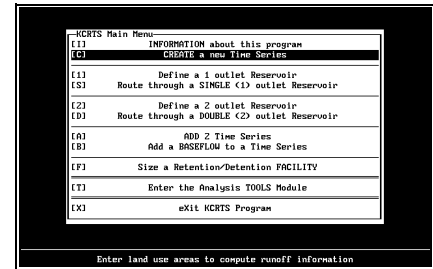 KCRTS Main Menu
[I] INFORMATION about this program
[C] CREATE a new Time Series
[1] Define a 1 outlet Reservoir
[S] Route through a SINGLE (1) outlet Reservoir
[2] Define a 2 outlet Reservoir
[D] Route through a DOUBLE (2) outlet Reservoir
[A] ADD 2 Time Series
[B] Add a BASEFLOW to a Time Series
[F] Size a Retention/Detention FACILITY
[T] Enter the Analysis TOOLS Module
[X] eXit KCRTS Program
Enter land use areas to compute runoff information